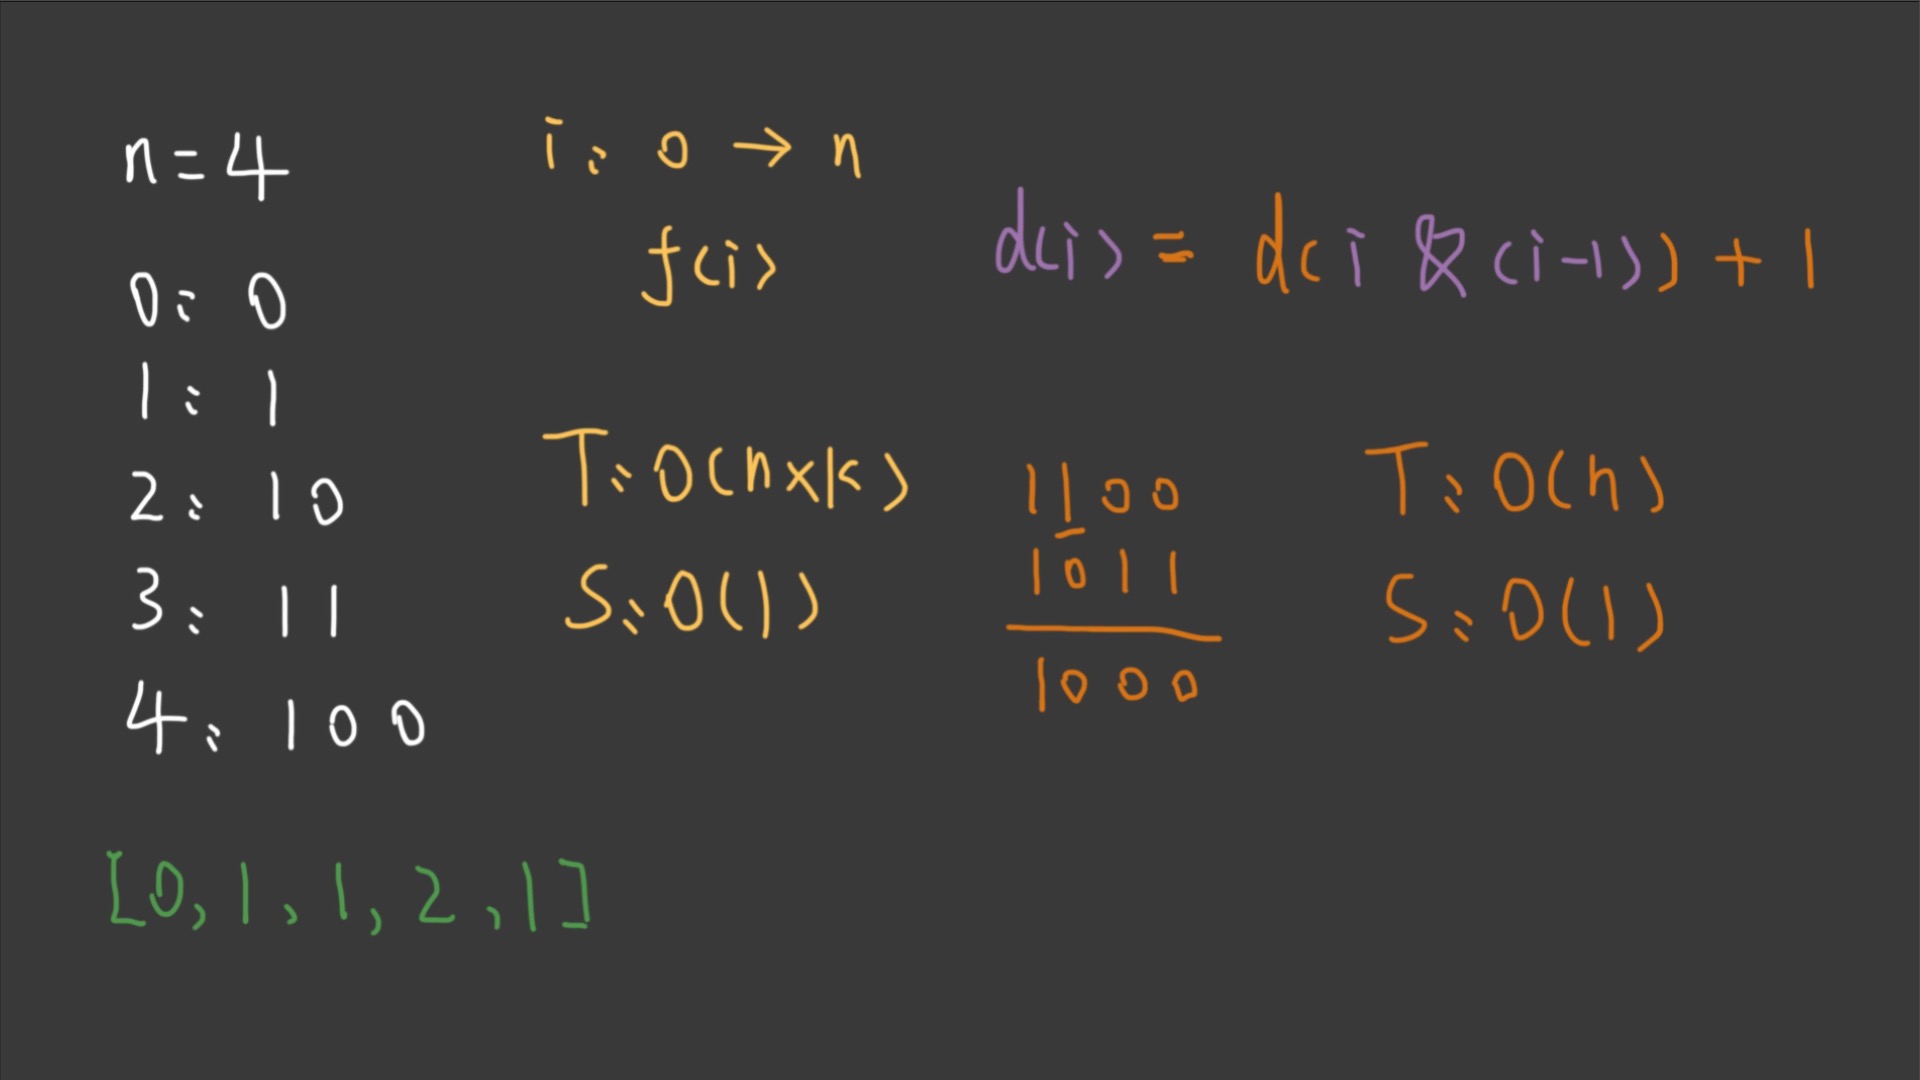 n=4
0: 0
1: 1
2: 10
3: 11
4: 100
[0,1,1,2,1]
i: 0 → n
f(i)
T: O(n×k)
S: O(1)
d(i) = d(i & (i-1)) + 1
1100
1011
1000
T: O(n)
S: O(1)